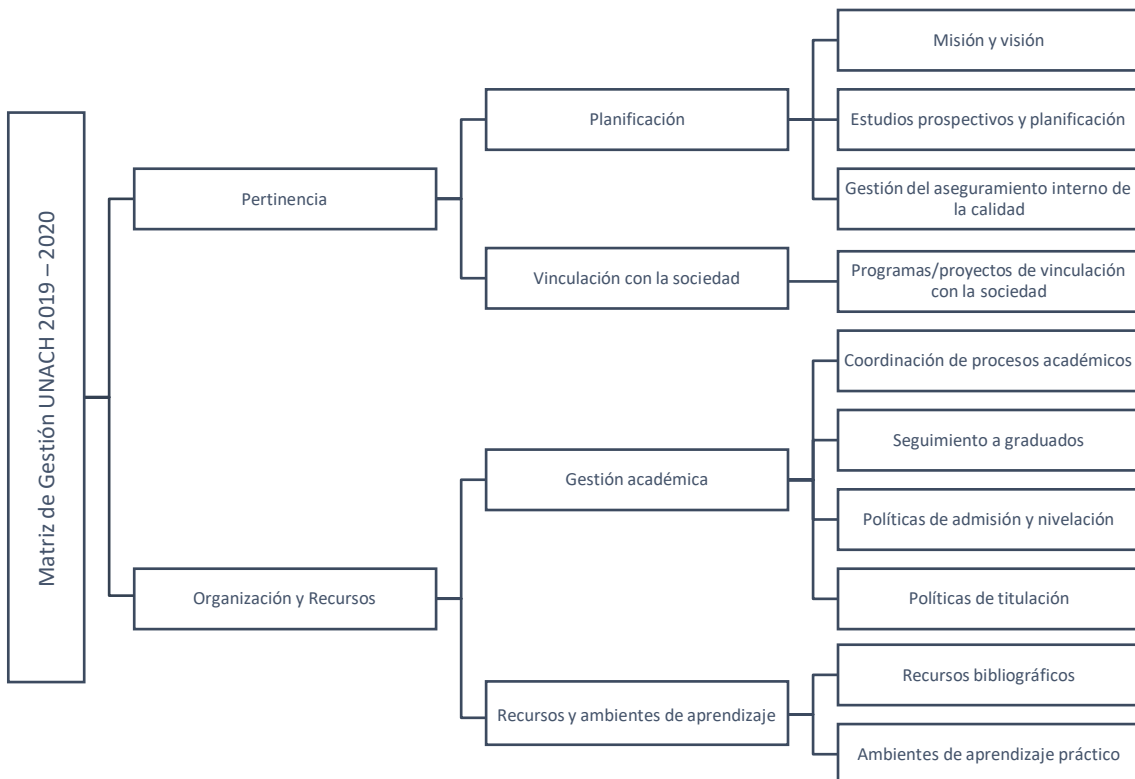 Matriz de Gestión UNACH 2019 – 2020
Pertinencia
Planificación
Misión y visión
Estudios prospectivos y planificación
Gestión del aseguramiento interno de
la calidad
Vinculación con la sociedad
Programas/proyectos de vinculación
con la sociedad
Organización y Recursos
Gestión académica
Coordinación de procesos académicos
Seguimiento a graduados
Políticas de admisión y nivelación
Políticas de titulación
Recursos y ambientes de aprendizaje
Recursos bibliográficos
Ambientes de aprendizaje práctico